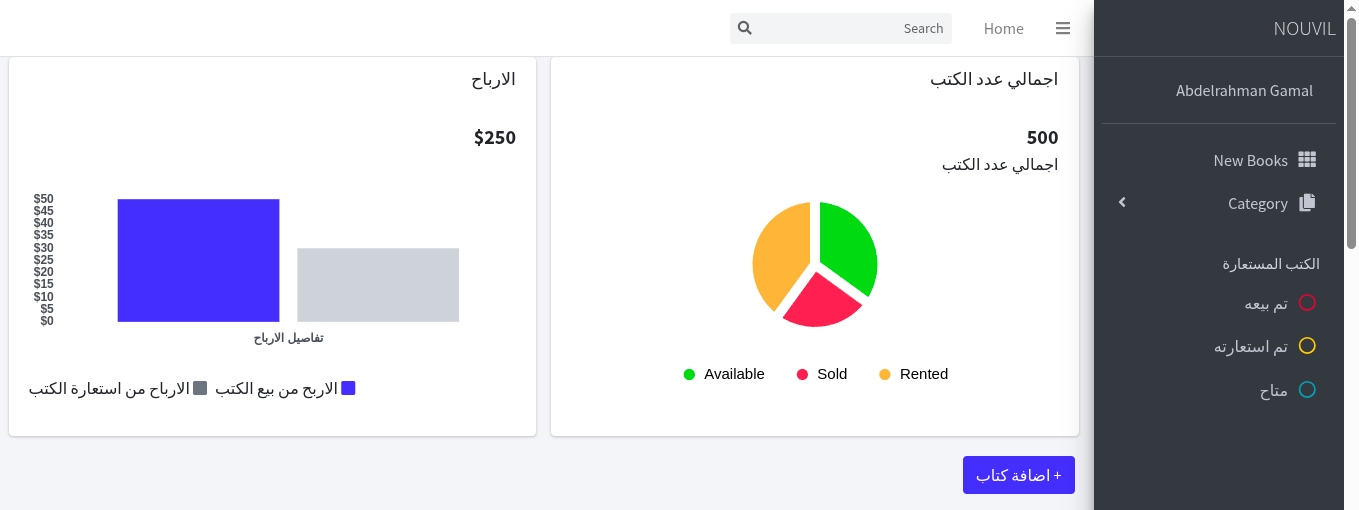 NOUVIL
Home
Search
Abdelrahman Gamal
New Books
Category
الكتب المستعارة
تم بيعه
تم استعارته
متاح
اجمالي عدد الكتب
500
اجمالي عدد الكتب
Available
Sold
Rented
الارباح
$250
$50
$45
$40
$35
$30
$25
$20
$15
$10
$5
$0
تفاصيل الارباح
الاربح من بيع الكتب
الارباح من استعارة الكتب
+ اضافة كتاب